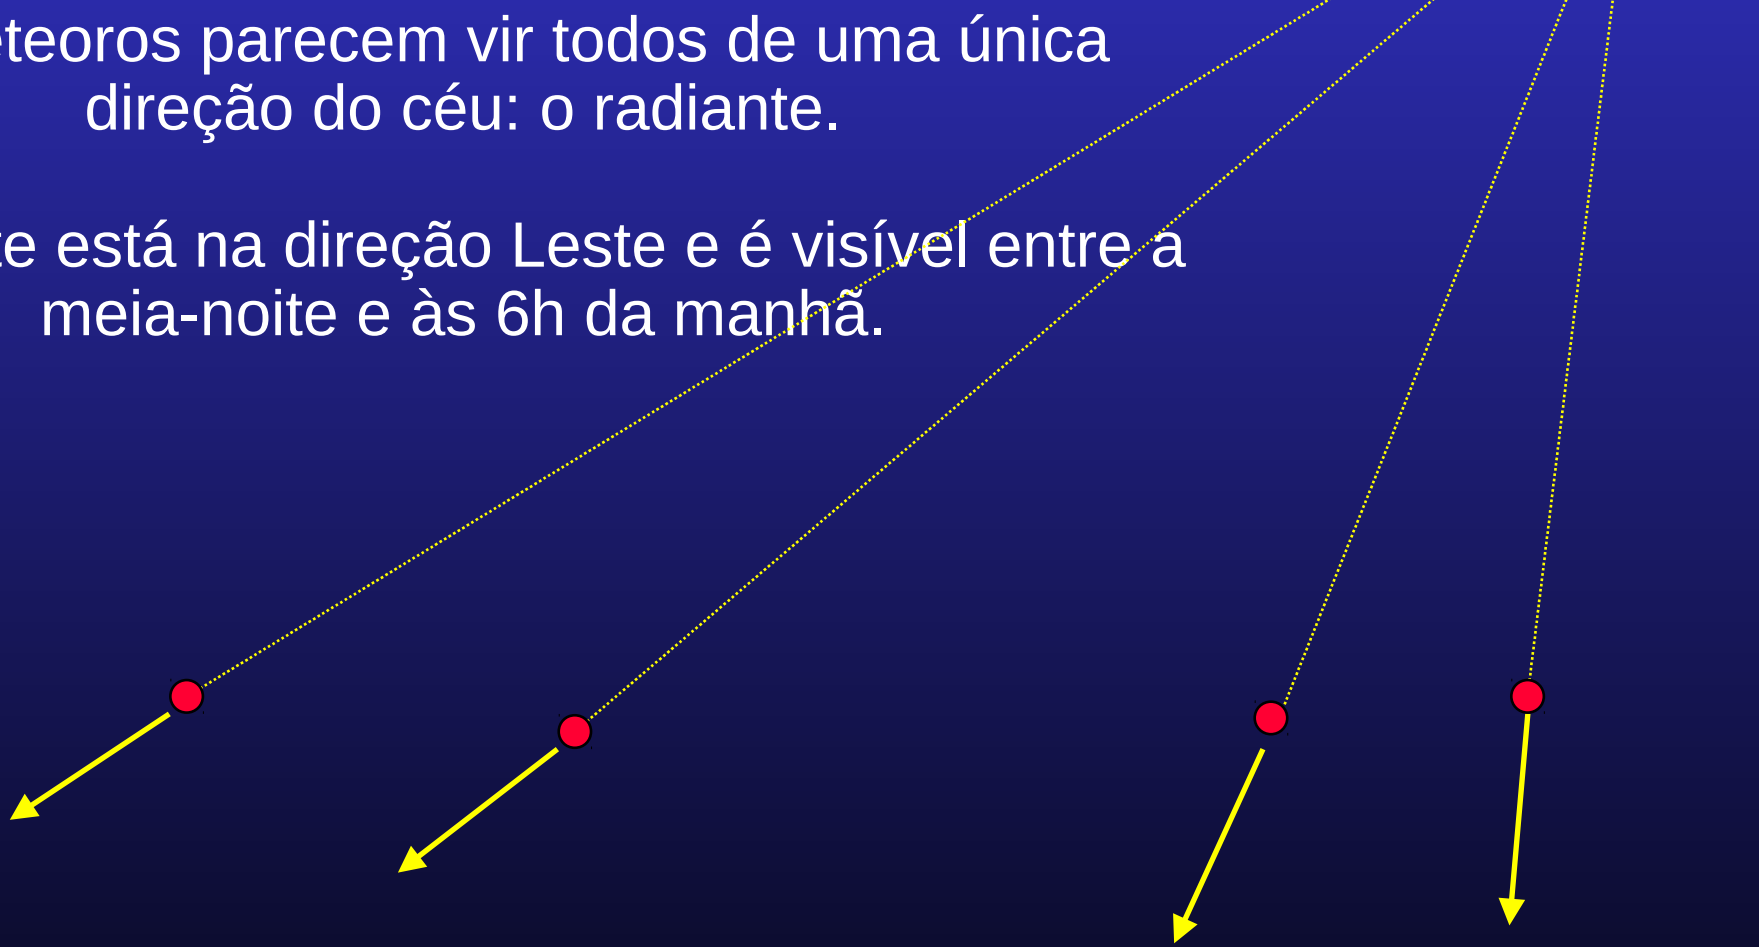 eteoros parecem vir todos de uma única
direção do céu: o radiante.
te está na direção Leste e é visível entre a
meia-noite e às 6h da manhã.